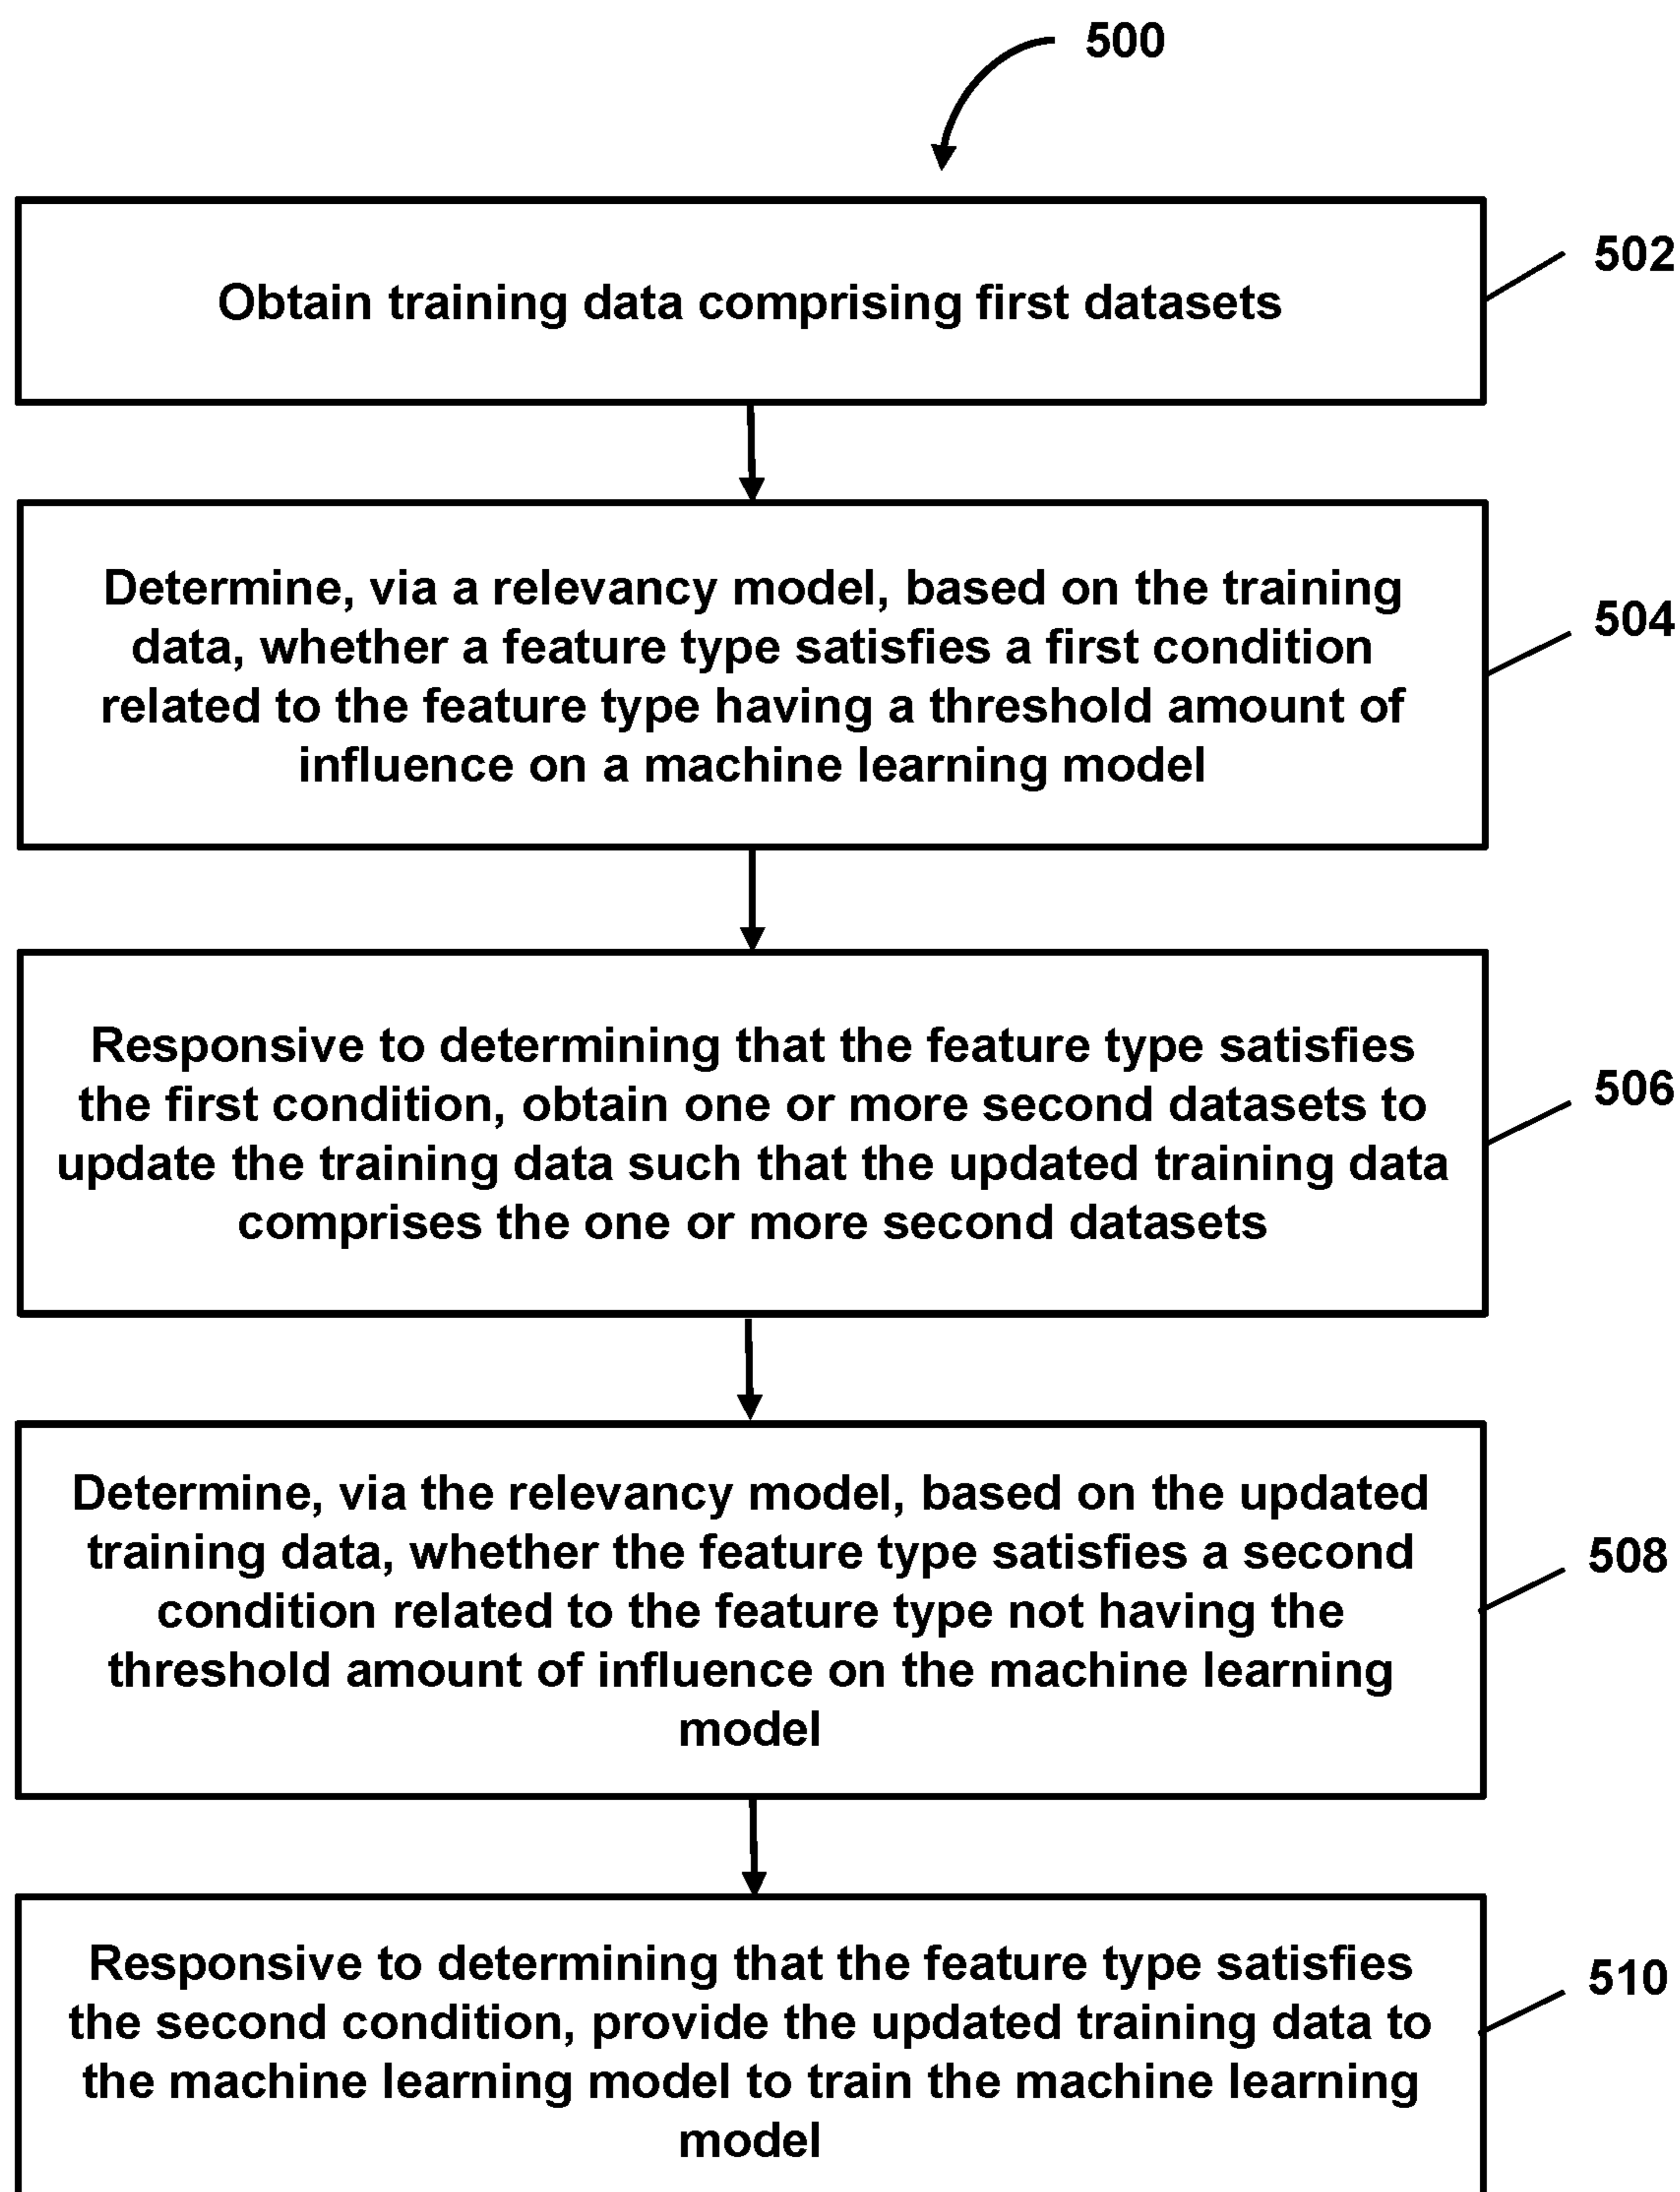 500
Obtain training data comprising first datasets
502
Determine, via a relevancy model, based on the training
data, whether a feature type satisfies a first condition
related to the feature type having a threshold amount of
influence on a machine learning model
504
Responsive to determining that the feature type satisfies
the first condition, obtain one or more second datasets to
update the training data such that the updated training data
comprises the one or more second datasets
506
Determine, via the relevancy model, based on the updated
training data, whether the feature type satisfies a second
condition related to the feature type not having the
threshold amount of influence on the machine learning
model
508
Responsive to determining that the feature type satisfies
the second condition, provide the updated training data to
the machine learning model to train the machine learning
model
510